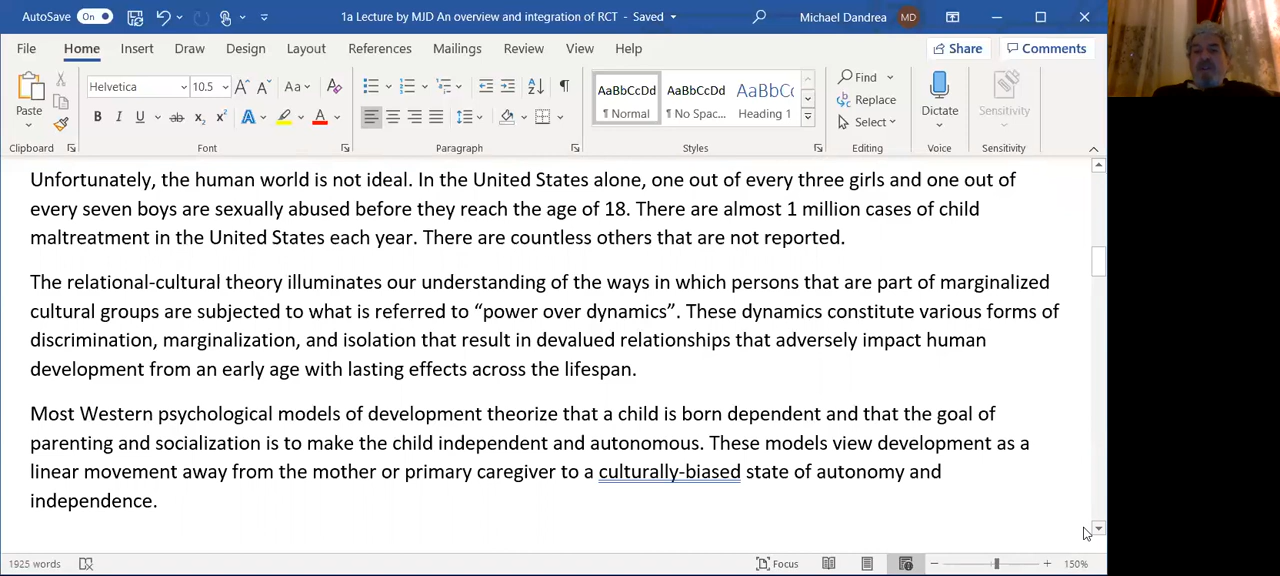 AutoSave On 1a Lecture by MJD An overview and integration of RCT - Saved Michael Dandrea MD
File Home Insert Draw Design Layout References Mailings Review View Help Share Comments
Paste Helvetica 10.5 Aa AaBbCcDd AaBbCcDd AaBbCc Find Dictate Sensitivity
¶ Normal ¶ No Spac... Heading 1 Replace
B I U ab x₂ x² A A Select
Clipboard Font Paragraph Styles Editing Voice Sensitivity
Unfortunately, the human world is not ideal. In the United States alone, one out of every three girls and one out of
every seven boys are sexually abused before they reach the age of 18. There are almost 1 million cases of child
maltreatment in the United States each year. There are countless others that are not reported.
The relational-cultural theory illuminates our understanding of the ways in which persons that are part of marginalized
cultural groups are subjected to what is referred to “power over dynamics”. These dynamics constitute various forms of
discrimination, marginalization, and isolation that result in devalued relationships that adversely impact human
development from an early age with lasting effects across the lifespan.
Most Western psychological models of development theorize that a child is born dependent and that the goal of
parenting and socialization is to make the child independent and autonomous. These models view development as a
linear movement away from the mother or primary caregiver to a culturally-biased state of autonomy and
independence.
1925 words Focus 150%